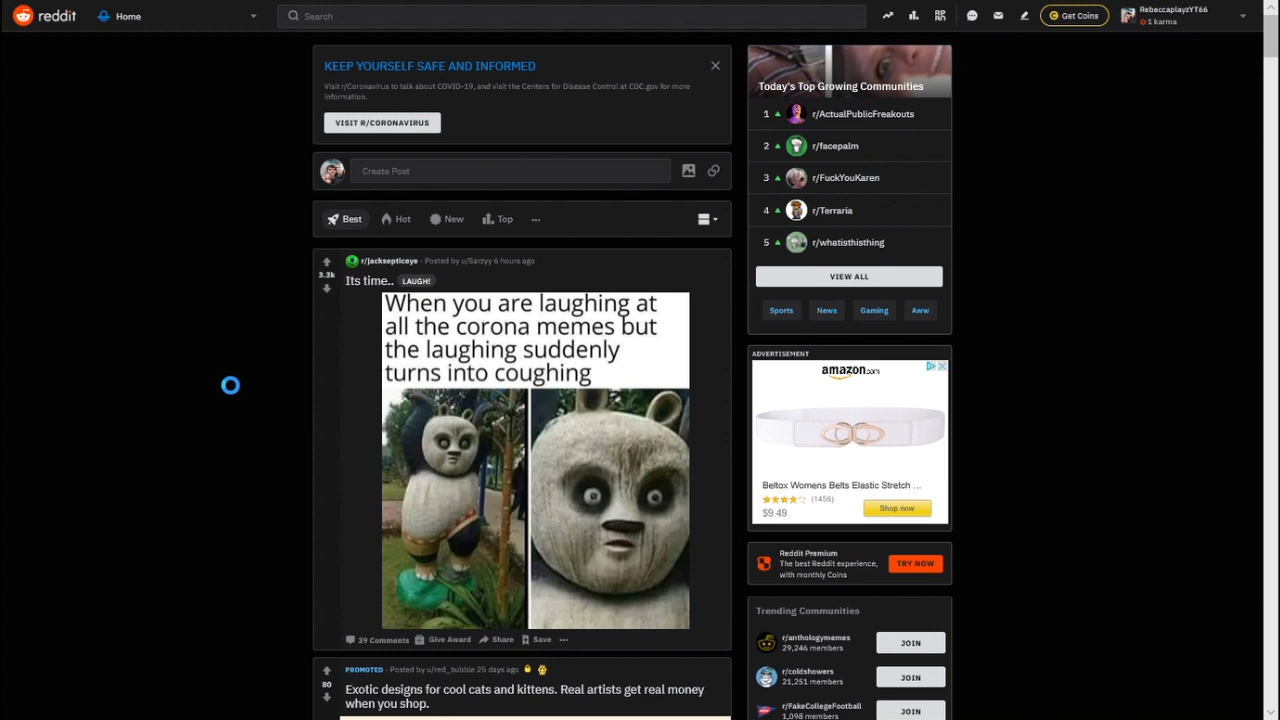 reddit
Home
Search
Get Coins
RebeccaplayzYT66
1 karma
KEEP YOURSELF SAFE AND INFORMED
Visit r/Coronavirus to talk about COVID-19, and visit the Centers for Disease Control at CDC.gov for more
information.
VISIT R/CORONAVIRUS
Create Post
Best
Hot
New
Top
r/jacksepticeye · Posted by u/Sarzyy 6 hours ago
3.3k
Its time.. LAUGH!
When you are laughing at
all the corona memes but
the laughing suddenly
turns into coughing
39 Comments
Give Award
Share
Save
PROMOTED · Posted by u/red_bubble 25 days ago
80
Exotic designs for cool cats and kittens. Real artists get real money
when you shop.
Today's Top Growing Communities
1 r/ActualPublicFreakouts
2 r/facepalm
3 r/FuckYouKaren
4 r/Terraria
5 r/whatisthisthing
VIEW ALL
Sports
News
Gaming
Aww
ADVERTISEMENT
amazon.com
Beltox Womens Belts Elastic Stretch ...
(1458)
$9.49
Shop now
Reddit Premium
The best Reddit experience,
with monthly Coins
TRY NOW
Trending Communities
r/anthologymemes
29,246 members
JOIN
r/coldshowers
21,251 members
JOIN
r/FakeCollegeFootball
1,098 members
JOIN